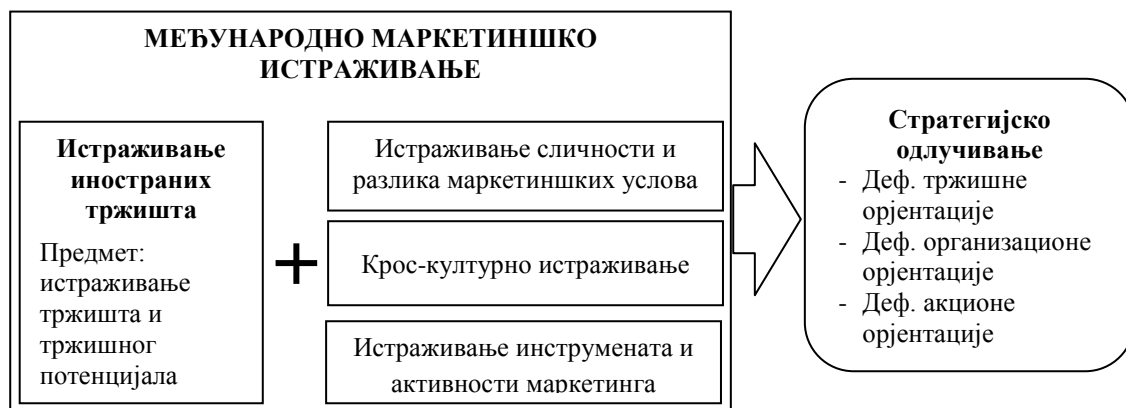 МЕЂУНАРОДНО МАРКЕТИНШКО
ИСТРАЖИВАЊЕ
Истраживање
иностраних
тржишта
Предмет:
истраживање
тржишта и
тржишног
потенцијала
+
Истраживање сличности и
разлика маркетиншких услова
Крос-културно истраживање
Истраживање инструмената и
активности маркетинга
Стратегијско
одлучивање
- Деф. тржишне
орјентације
- Деф. организационе
орјентације
- Деф. акционе
орјентације